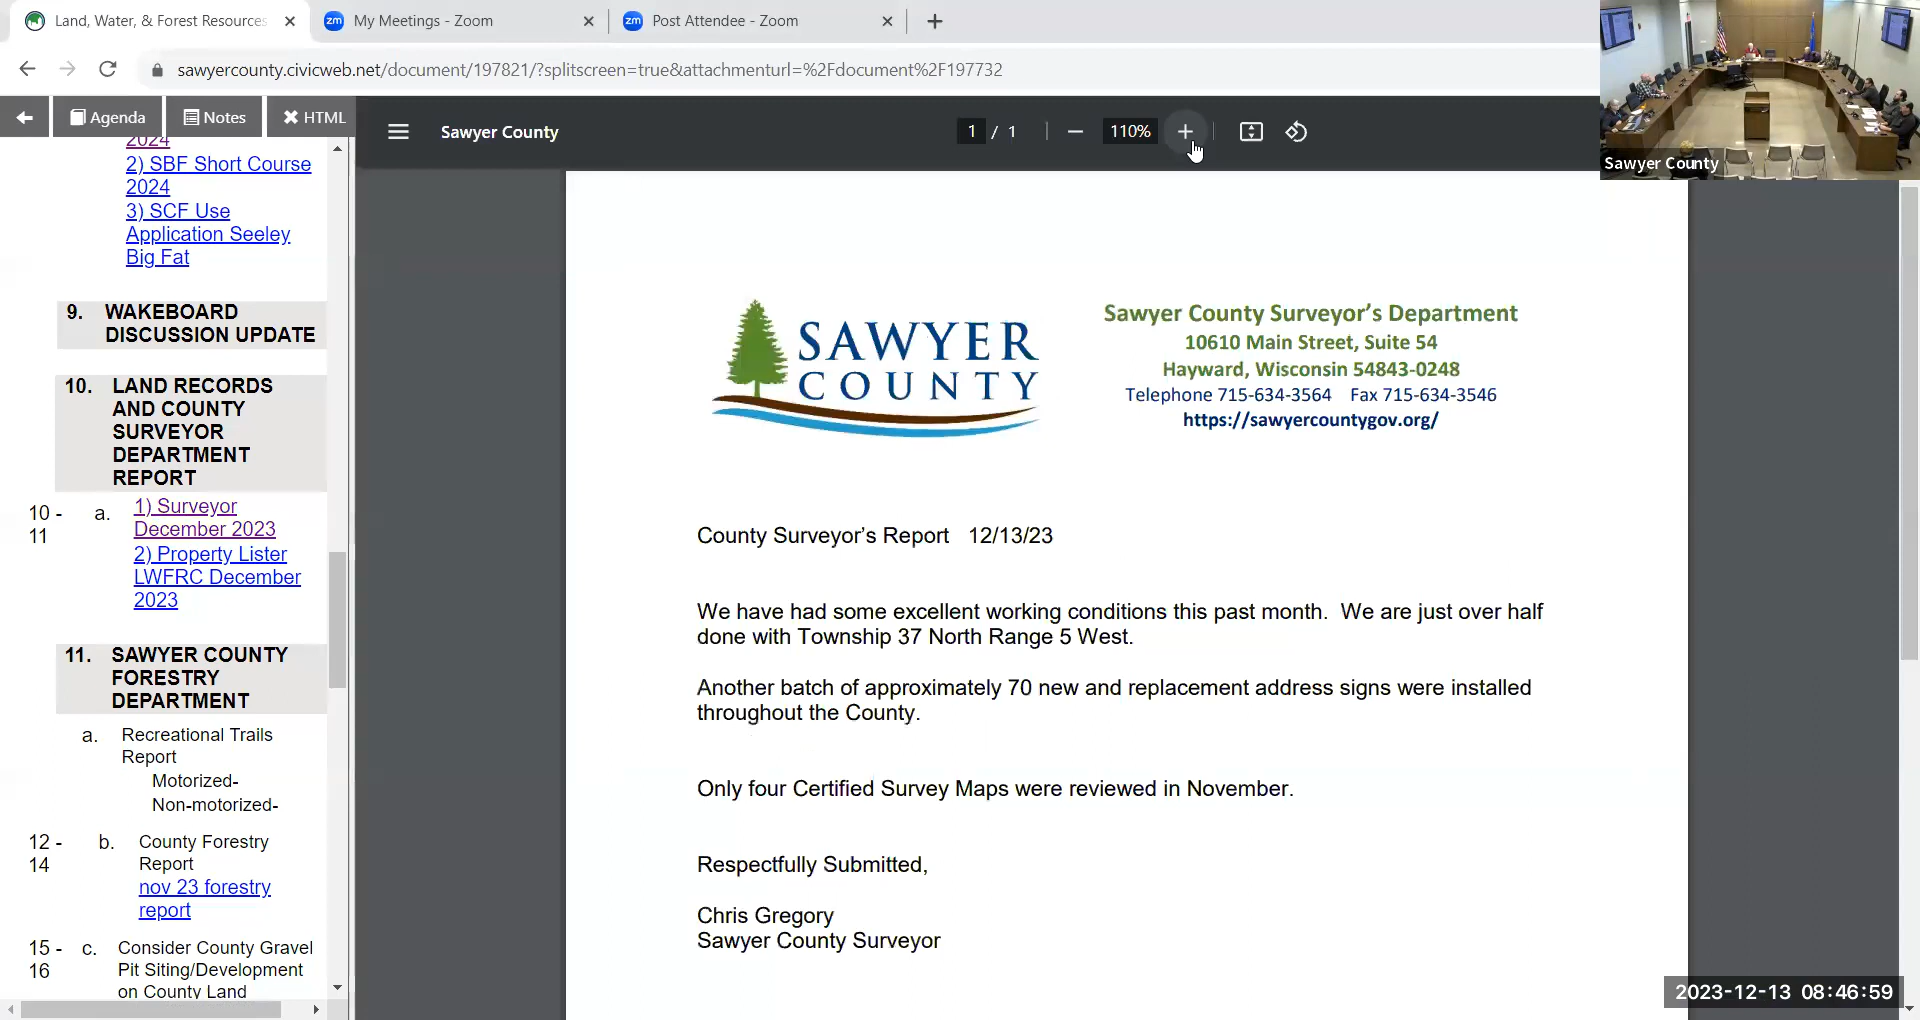 Land, Water, & Forest Resources
My Meetings - Zoom
Post Attendee - Zoom
sawyercounty.civicweb.net/document/197821/?splitscreen=true&attachmenturl=%2Fdocument%2F197732
Agenda
Notes
HTML
Sawyer County
1 / 1
110%
Sawyer County
2024
2) SBF Short Course
2024
3) SCF Use
Application Seeley
Big Fat
9. WAKEBOARD
DISCUSSION UPDATE
10. LAND RECORDS
AND COUNTY
SURVEYOR
DEPARTMENT
REPORT
10 -
11
a. 1) Surveyor
December 2023
2) Property Lister
LWFRC December
2023
11. SAWYER COUNTY
FORESTRY
DEPARTMENT
a. Recreational Trails
Report
Motorized-
Non-motorized-
12 -
14
b. County Forestry
Report
nov 23 forestry
report
15 -
16
c. Consider County Gravel
Pit Siting/Development
on County Land
SAWYER
COUNTY
Sawyer County Surveyor's Department
10610 Main Street, Suite 54
Hayward, Wisconsin 54843-0248
Telephone 715-634-3564 Fax 715-634-3546
https://sawyercountygov.org/
County Surveyor's Report 12/13/23
We have had some excellent working conditions this past month. We are just over half
done with Township 37 North Range 5 West.
Another batch of approximately 70 new and replacement address signs were installed
throughout the County.
Only four Certified Survey Maps were reviewed in November.
Respectfully Submitted,
Chris Gregory
Sawyer County Surveyor
2023-12-13 08:46:59